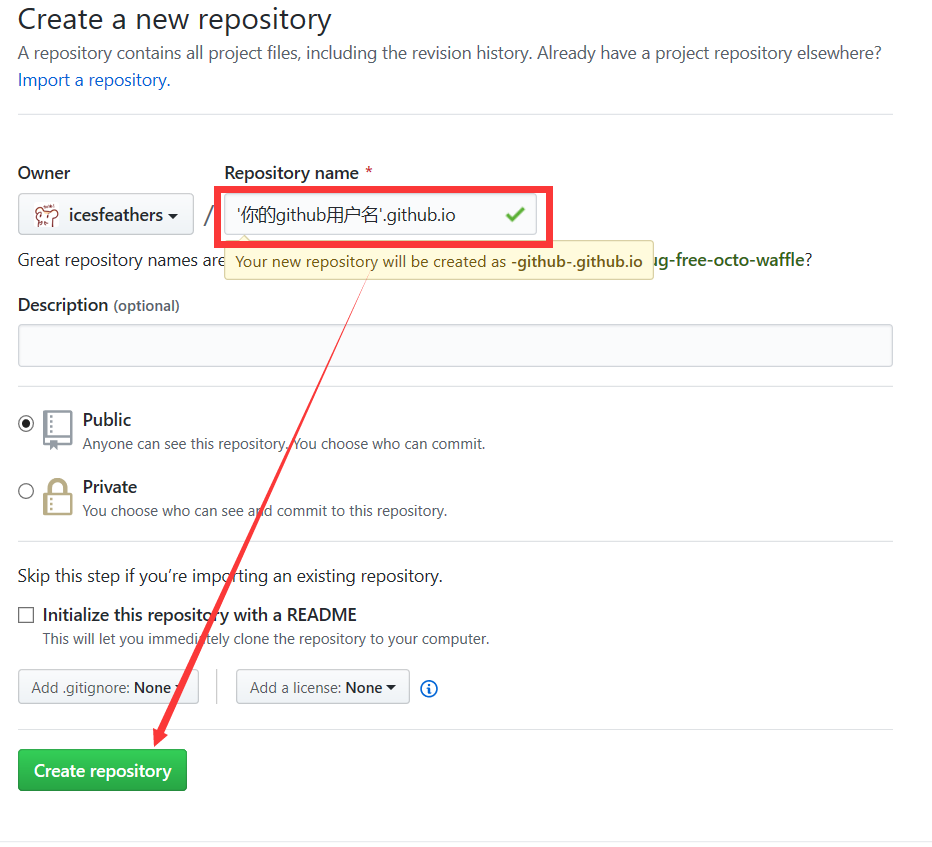 Create a new repository
A repository contains all project files, including the revision history. Already have a project repository elsewhere?
Import a repository.
Owner
Repository name *
icesfeathers
/
'你的github用户名'.github.io
Great repository names are
Your new repository will be created as -github-.github.io
ug-free-octo-waffle?
Description (optional)
Public
Anyone can see this repository. You choose who can commit.
Private
You choose who can see and commit to this repository.
Skip this step if you’re importing an existing repository.
Initialize this repository with a README
This will let you immediately clone the repository to your computer.
Add .gitignore: None
Add a license: None
Create repository